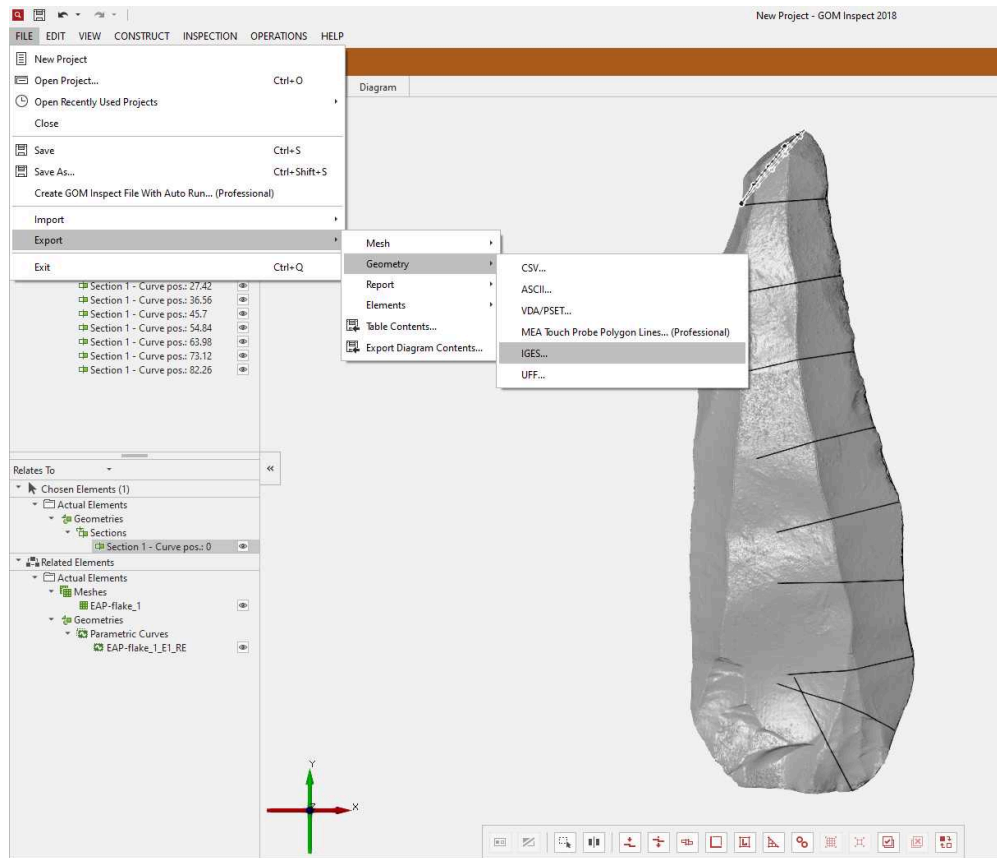 New Project - GOM Inspect 2018
FILE EDIT VIEW CONSTRUCT INSPECTION OPERATIONS HELP
New Project
Open Project... Ctrl+O
Open Recently Used Projects
Close
Save Ctrl+S
Save As... Ctrl+Shift+S
Create GOM Inspect File With Auto Run... (Professional)
Import
Export
Exit Ctrl+Q
Diagram
Mesh
Geometry
Report
Elements
Table Contents...
Export Diagram Contents...
CSV...
ASCII...
VDA/PSET...
MEA Touch Probe Polygon Lines... (Professional)
IGES...
UFF...
Section 1 - Curve pos.: 27.42
Section 1 - Curve pos.: 36.56
Section 1 - Curve pos.: 45.7
Section 1 - Curve pos.: 54.84
Section 1 - Curve pos.: 63.98
Section 1 - Curve pos.: 73.12
Section 1 - Curve pos.: 82.26
Relates To
Chosen Elements (1)
Actual Elements
Geometries
Sections
Section 1 - Curve pos.: 0
Related Elements
Actual Elements
Meshes
EAP-flake_1
Geometries
Parametric Curves
EAP-flake_1_E1_RE
Y
Z
X